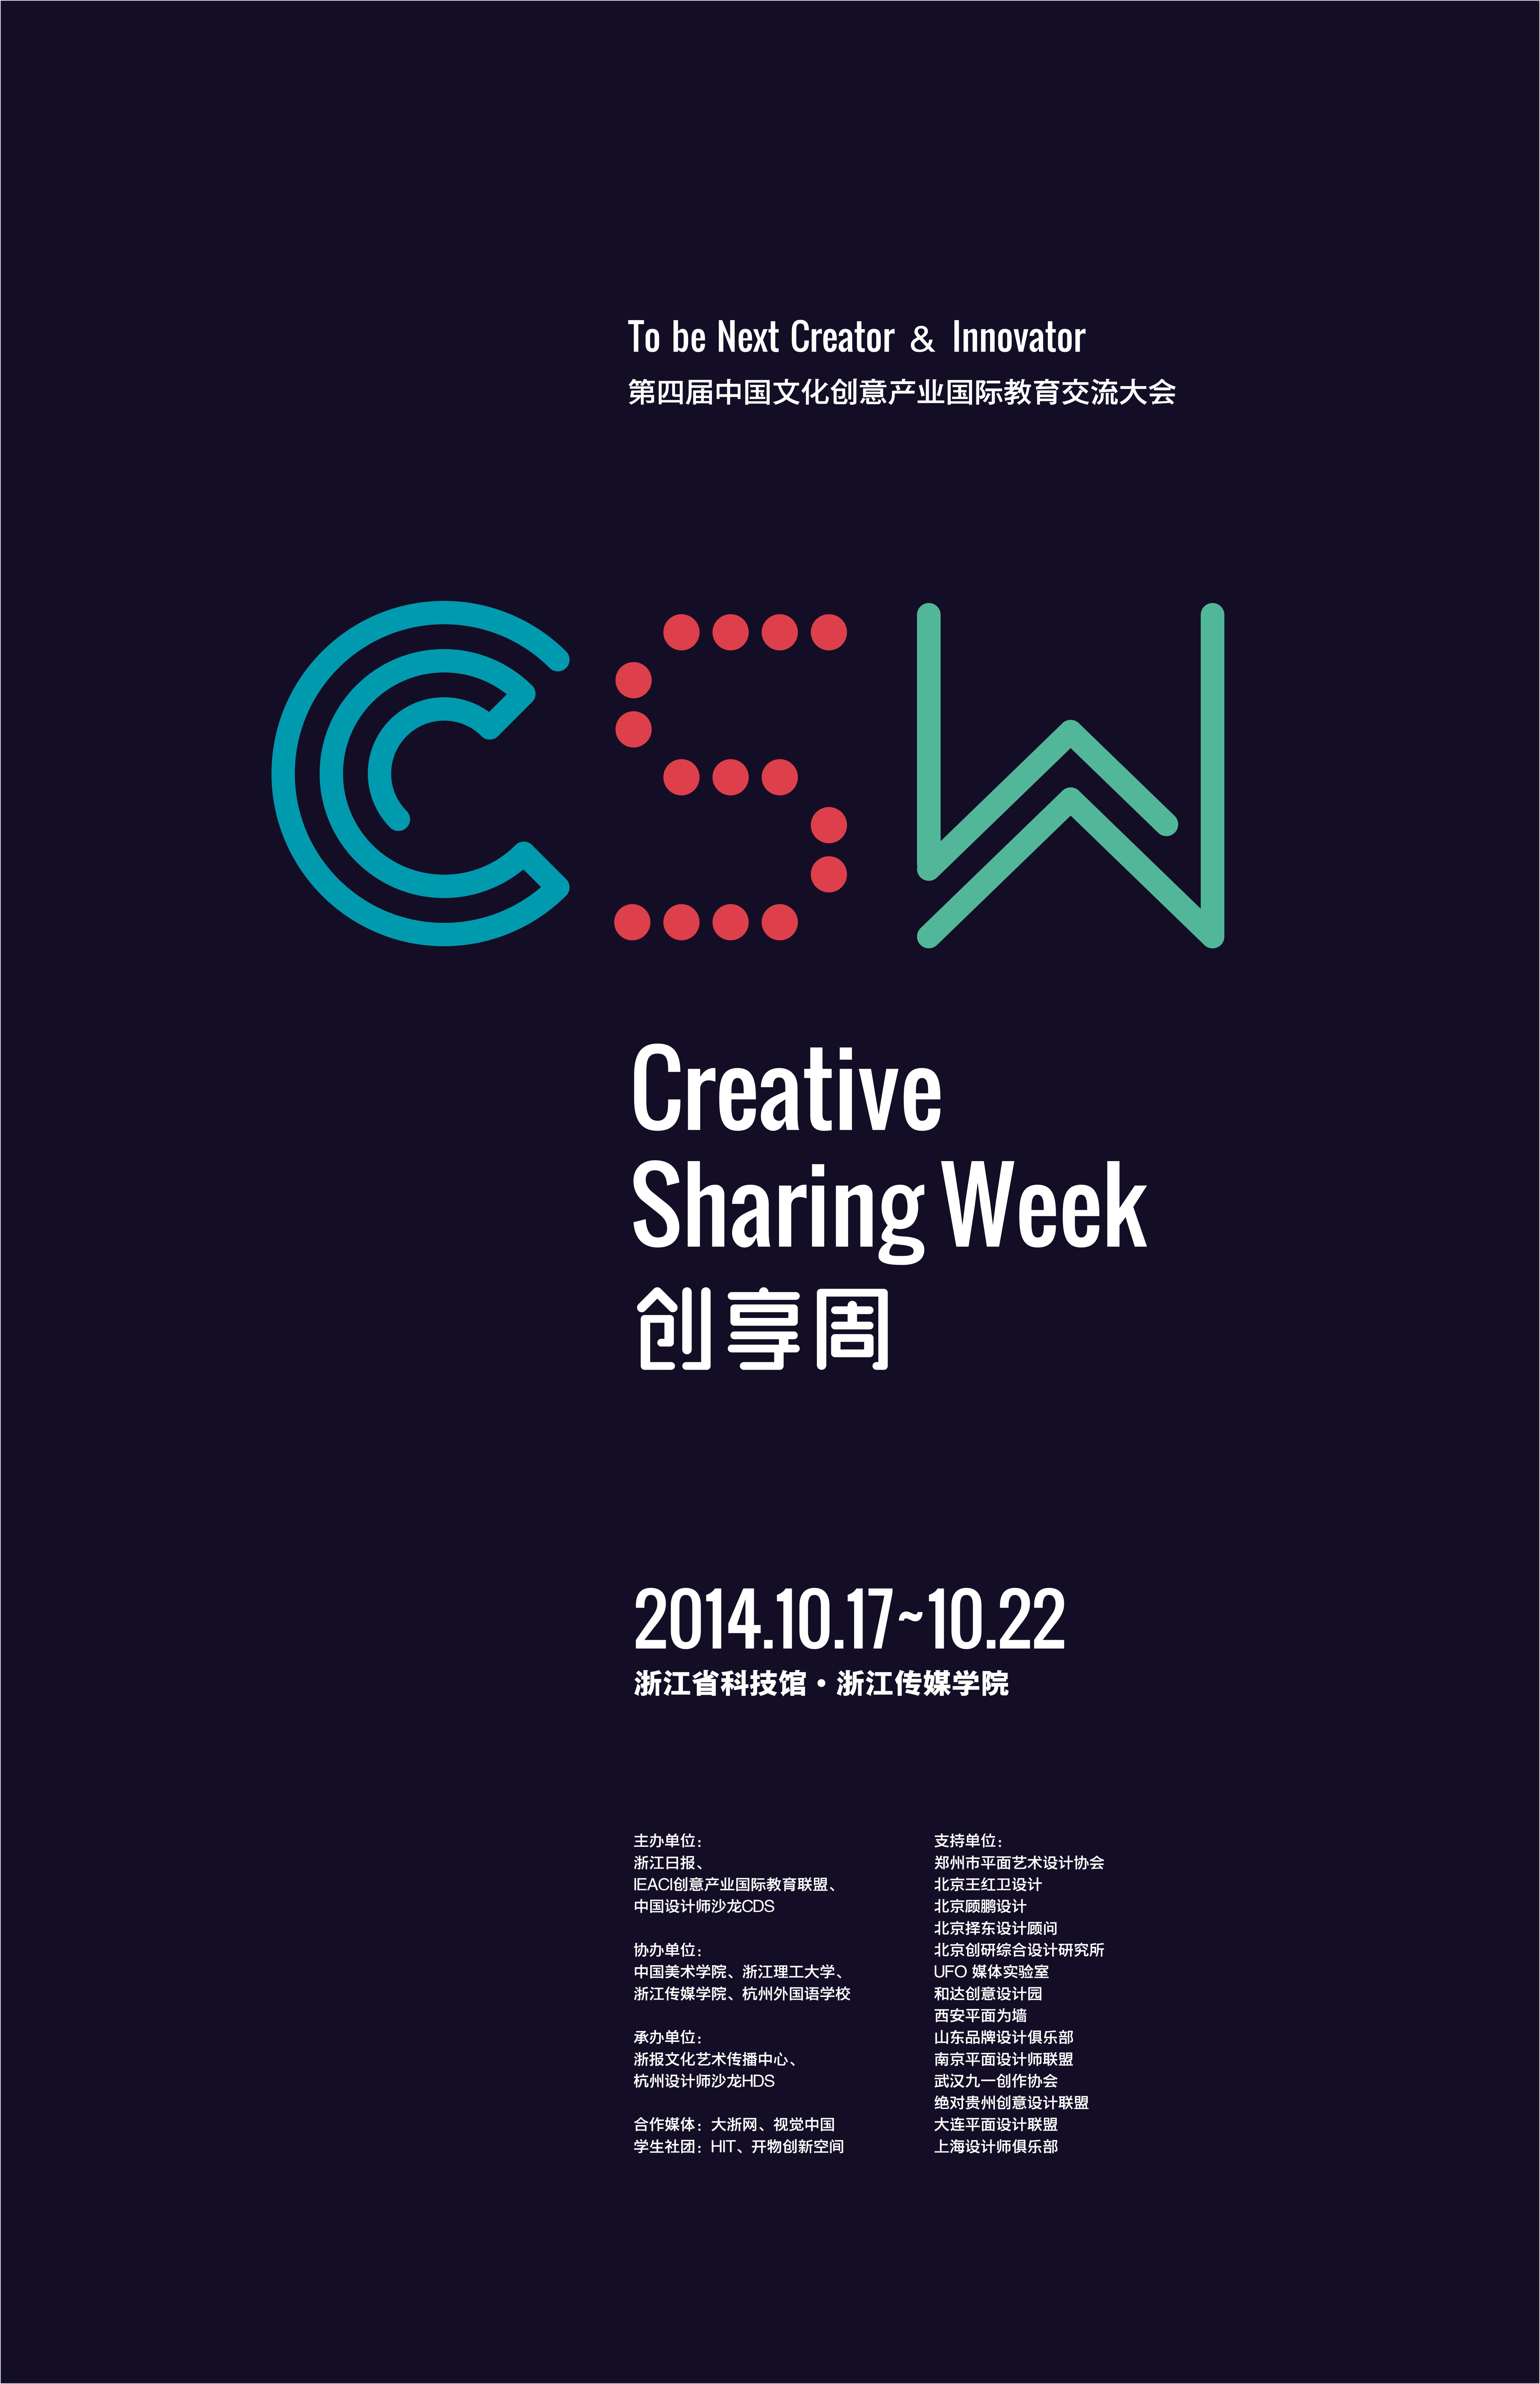 To be Next Creator & Innovator
第四届中国文化创意产业国际教育交流大会
CSW
Creative
Sharing Week
创享周
2014.10.17~10.22
浙江省科技馆·浙江传媒学院
主办单位：
浙江日报、
IEACI创意产业国际教育联盟、
中国设计师沙龙CDS
协办单位：
中国美术学院、浙江理工大学、
浙江传媒学院、杭州外国语学校
承办单位：
浙报文化艺术传播中心、
杭州设计师沙龙HDS
合作媒体：大浙网、视觉中国
学生社团：HIT、开物创新空间
支持单位：
郑州市平面艺术设计协会
北京王红卫设计
北京顾鹏设计
北京择东设计顾问
北京创研综合设计研究所
UFO 媒体实验室
和达创意设计园
西安平面为墙
山东品牌设计俱乐部
南京平面设计师联盟
武汉九一创作协会
绝对贵州创意设计联盟
大连平面设计联盟
上海设计师俱乐部